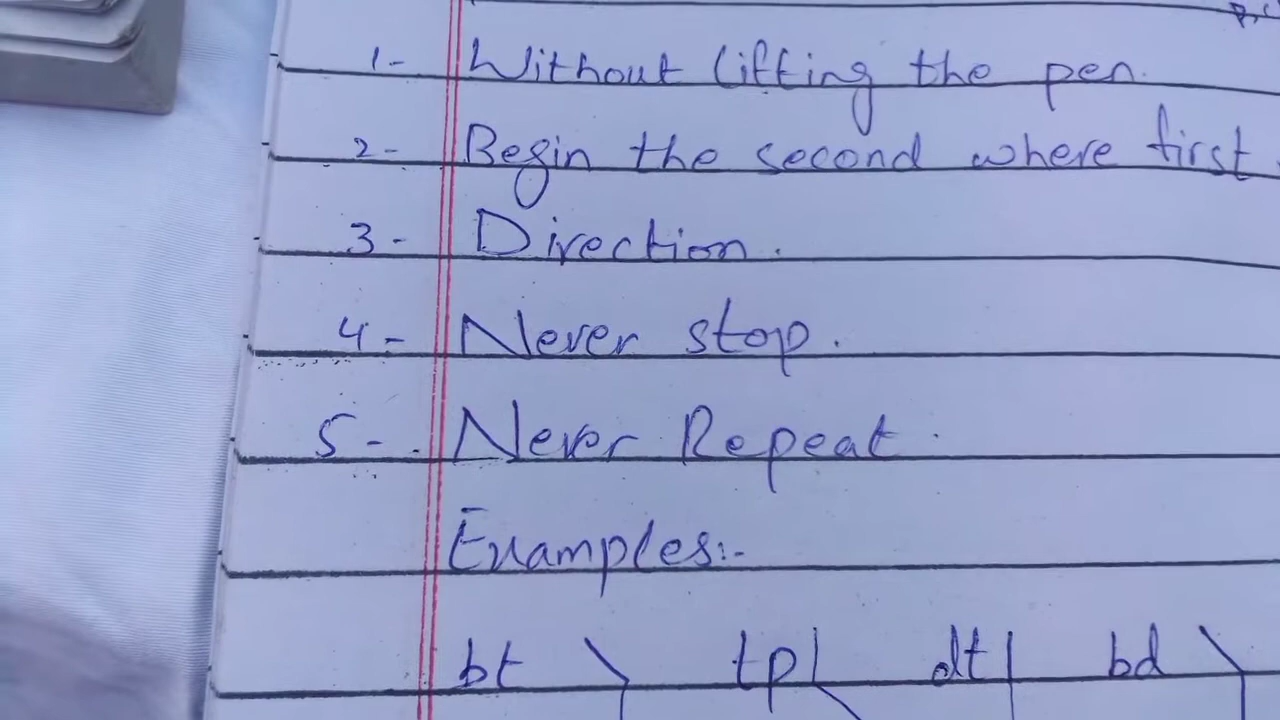 1- Without lifting the pen.
2- Begin the second where first
3- Direction.
4- Never stop.
5- Never Repeat.
Examples:-
bt tp dt bd